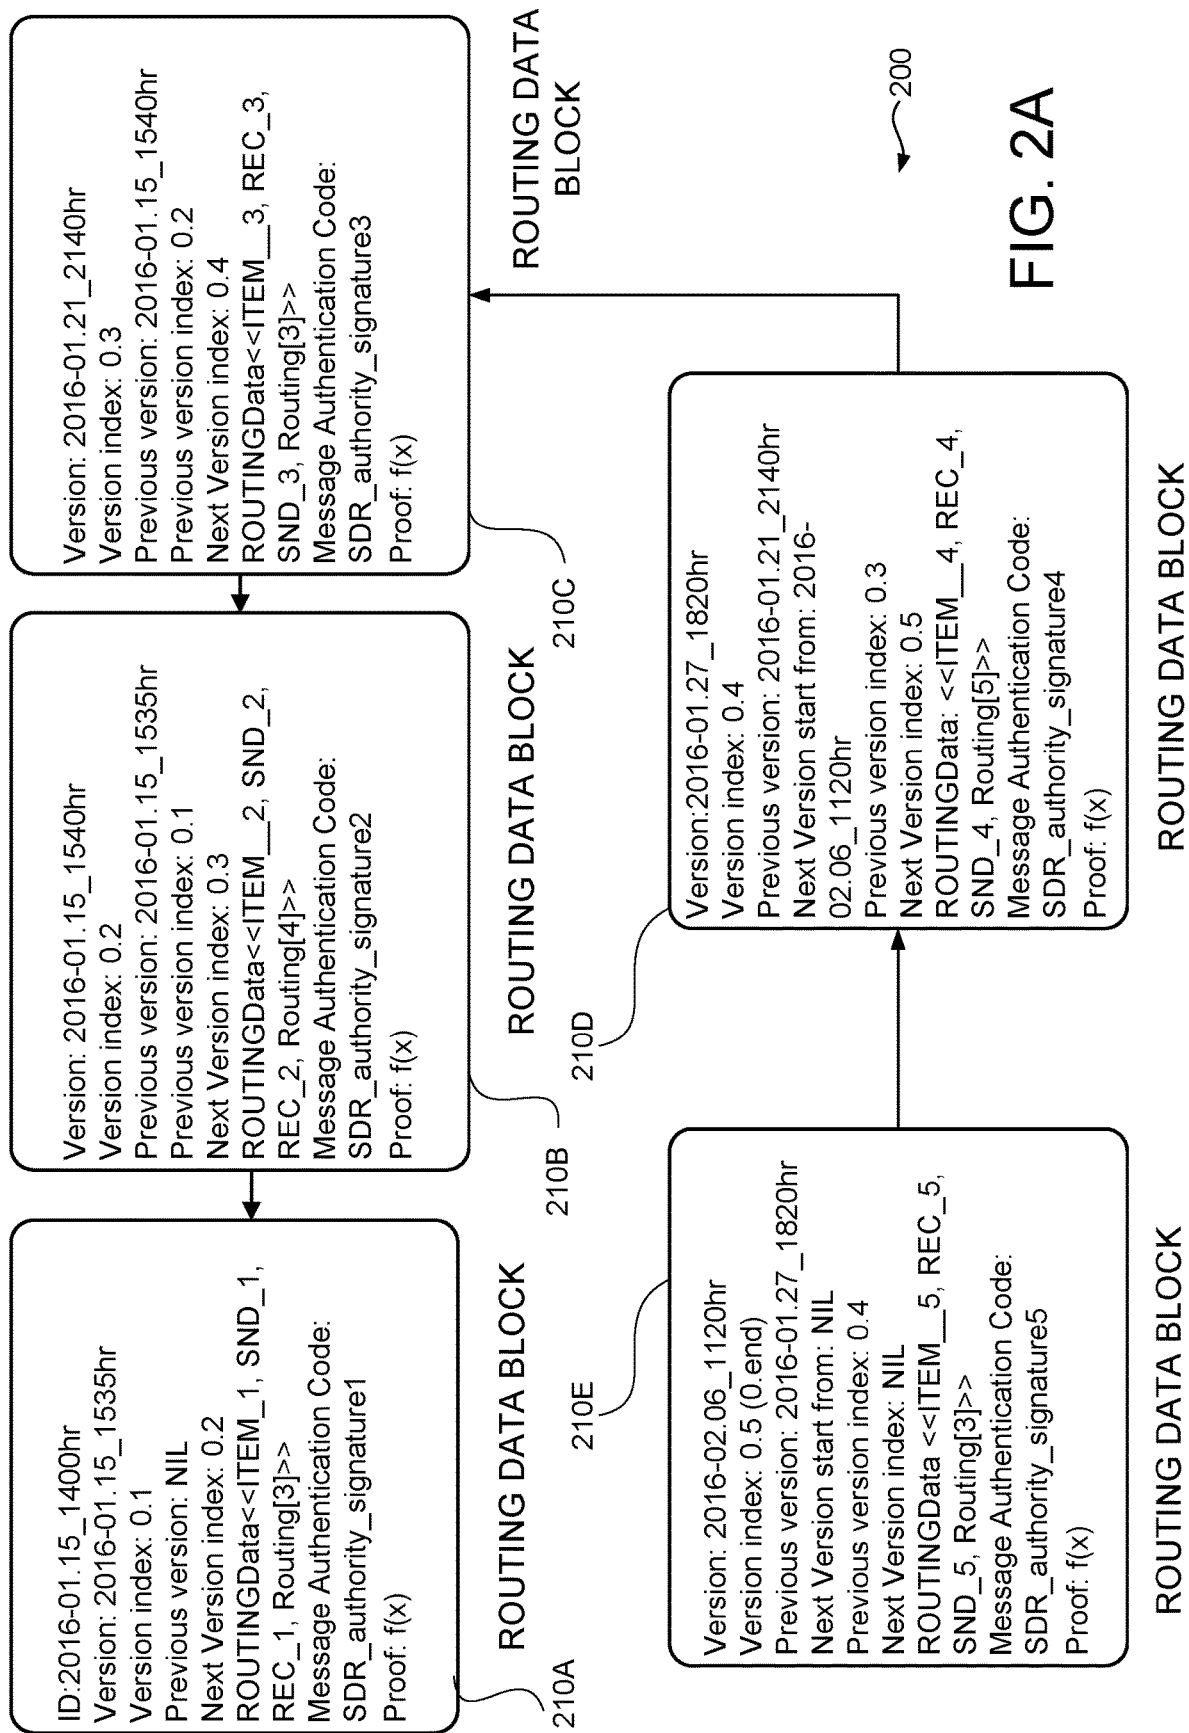 ID:2016-01.15_1400hr
Version: 2016-01.15_1535hr
Version index: 0.1
Previous version: NIL
Next Version index: 0.2
ROUTINGData<<ITEM_1, SND_1,
REC_1, Routing[3]>>
Message Authentication Code:
SDR_authority_signature1
Proof: f(x)
210A
ROUTING DATA BLOCK
Version: 2016-01.15_1540hr
Version index: 0.2
Previous version: 2016-01.15_1535hr
Previous version index: 0.1
Next Version index: 0.3
ROUTINGData<<ITEM__2, SND_2,
REC_2, Routing[4]>>
Message Authentication Code:
SDR_authority_signature2
Proof: f(x)
210B
ROUTING DATA BLOCK
Version: 2016-01.21_2140hr
Version index: 0.3
Previous version: 2016-01.15_1540hr
Previous version index: 0.2
Next Version index: 0.4
ROUTINGData<<ITEM__3, REC_3,
SND_3, Routing[3]>>
Message Authentication Code:
SDR_authority_signature3
Proof: f(x)
210C
ROUTING DATA
BLOCK
210E
Version: 2016-02.06_1120hr
Version index: 0.5 (0.end)
Previous version: 2016-01.27_1820hr
Next Version start from: NIL
Previous version index: 0.4
Next Version index: NIL
ROUTINGData <<ITEM__5, REC_5,
SND_5, Routing[3]>>
Message Authentication Code:
SDR_authority_signature5
Proof: f(x)
ROUTING DATA BLOCK
210D
Version:2016-01.27_1820hr
Version index: 0.4
Previous version: 2016-01.21_2140hr
Next Version start from: 2016-
02.06_1120hr
Previous version index: 0.3
Next Version index: 0.5
ROUTINGData: <<ITEM__4, REC_4,
SND_4, Routing[5]>>
Message Authentication Code:
SDR_authority_signature4
Proof: f(x)
ROUTING DATA BLOCK
200
FIG. 2A